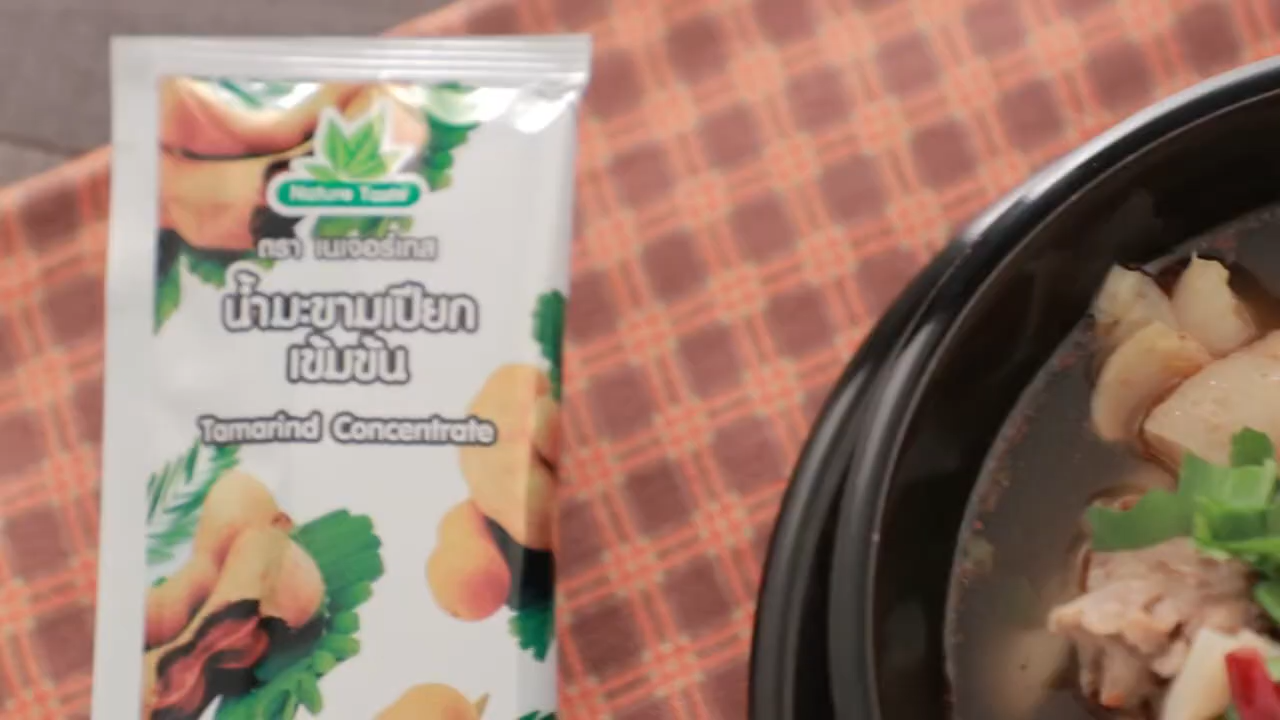 Nature Taste
ตรา เนเจอร์เทส
น้ำมะขามเปียก
เข้มข้น
Tamarind Concentrate